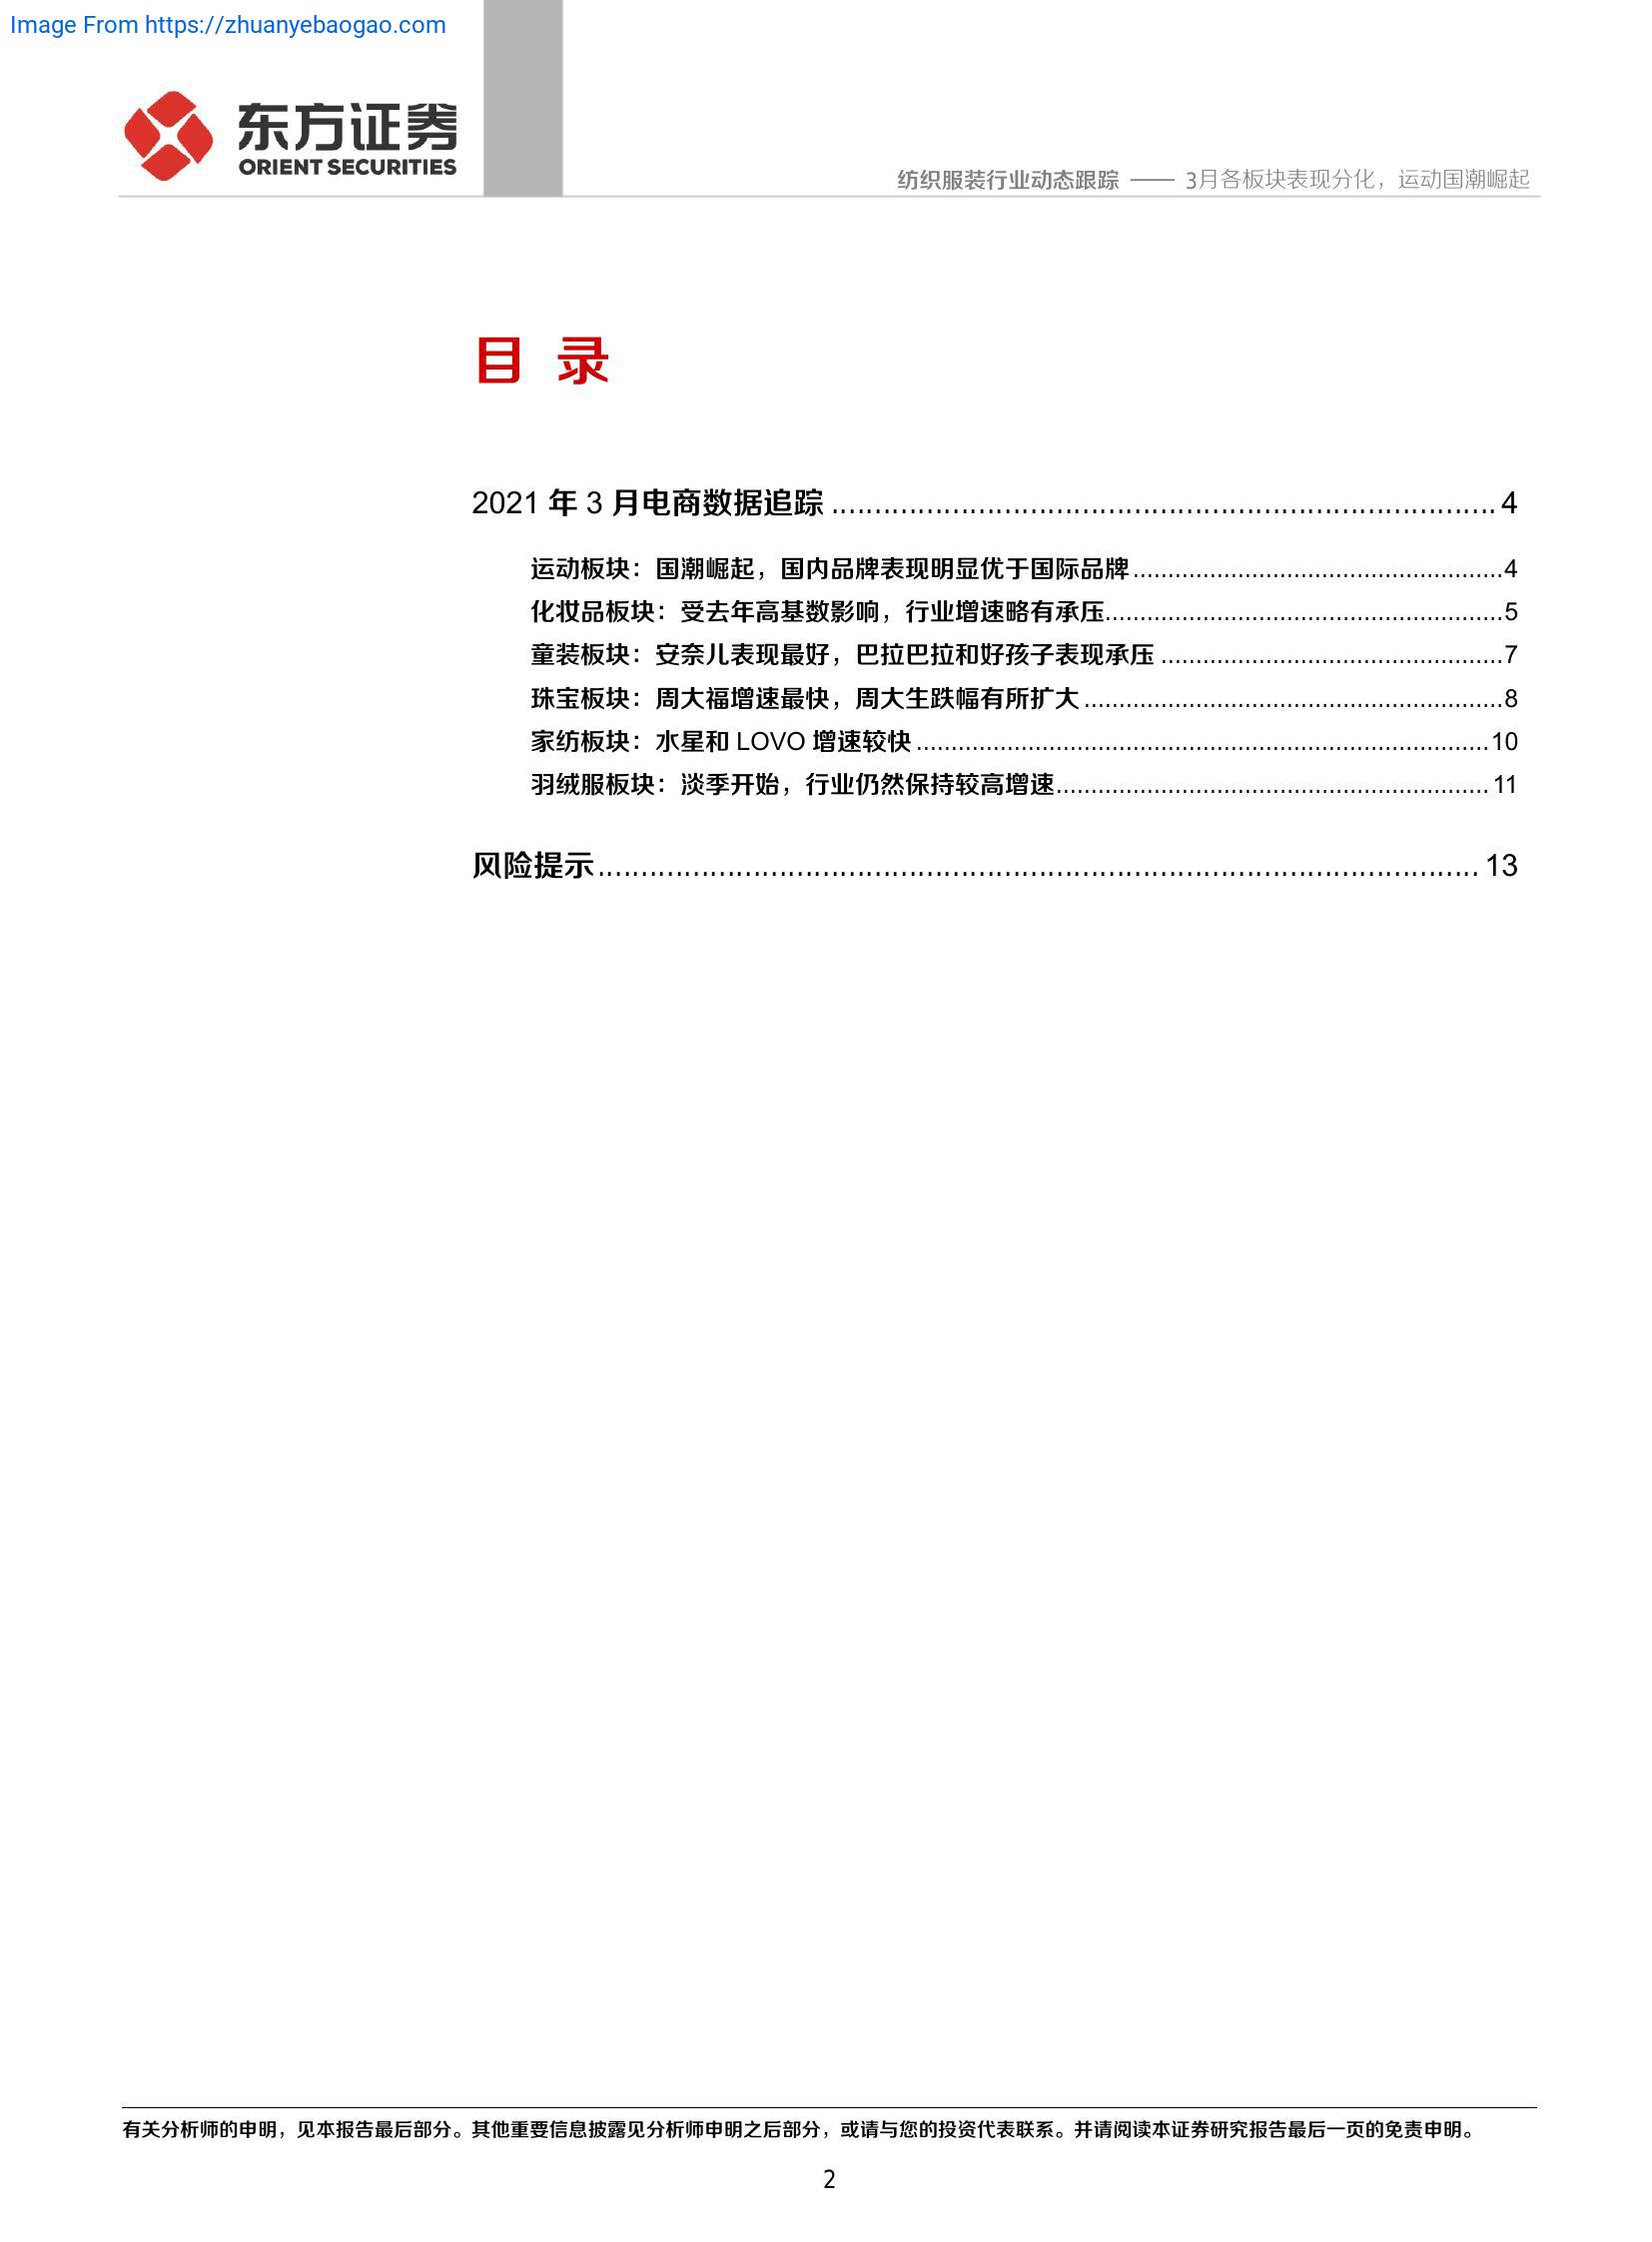 Image From https://zhuanyebaogao.com
东方证券
ORIENT SECURITIES
纺织服装行业动态跟踪 —— 3月各板块表现分化，运动国潮崛起
目 录
2021 年 3 月电商数据追踪 ........................................................................... 4
运动板块：国潮崛起，国内品牌表现明显优于国际品牌.....................................................4
化妆品板块：受去年高基数影响，行业增速略有承压.........................................................5
童装板块：安奈儿表现最好，巴拉巴拉和好孩子表现承压 .................................................7
珠宝板块：周大福增速最快，周大生跌幅有所扩大 ............................................................8
家纺板块：水星和 LOVO 增速较快 ..................................................................................10
羽绒服板块：淡季开始，行业仍然保持较高增速.............................................................. 11
风险提示..................................................................................................... 13
有关分析师的申明，见本报告最后部分。其他重要信息披露见分析师申明之后部分，或请与您的投资代表联系。并请阅读本证券研究报告最后一页的免责申明。
2